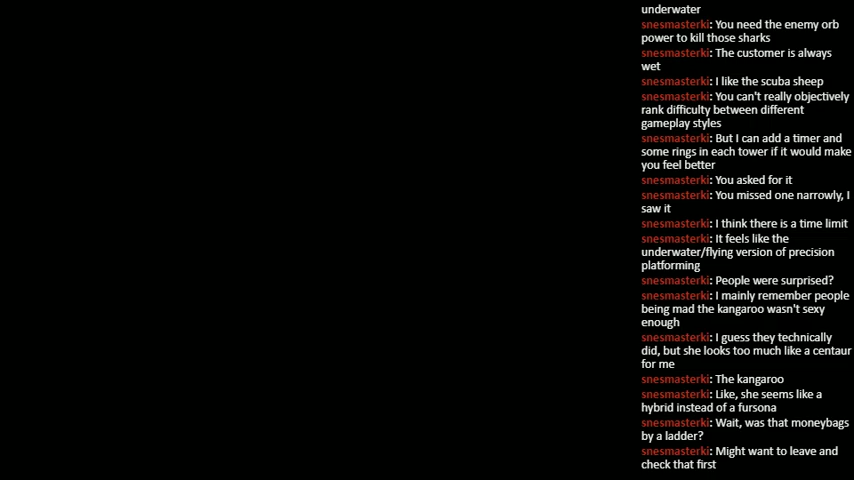 underwater
snesmasterki: You need the enemy orb
power to kill those sharks
snesmasterki: The customer is always
wet
snesmasterki: I like the scuba sheep
snesmasterki: You can't really objectively
rank difficulty between different
gameplay styles
snesmasterki: But I can add a timer and
some rings in each tower if it would make
you feel better
snesmasterki: You asked for it
snesmasterki: You missed one narrowly, I
saw it
snesmasterki: I think there is a time limit
snesmasterki: It feels like the
underwater/flying version of precision
platforming
snesmasterki: People were surprised?
snesmasterki: I mainly remember people
being mad the kangaroo wasn't sexy
enough
snesmasterki: I guess they technically
did, but she looks too much like a centaur
for me
snesmasterki: The kangaroo
snesmasterki: Like, she seems like a
hybrid instead of a fursona
snesmasterki: Wait, was that moneybags
by a ladder?
snesmasterki: Might want to leave and
check that first